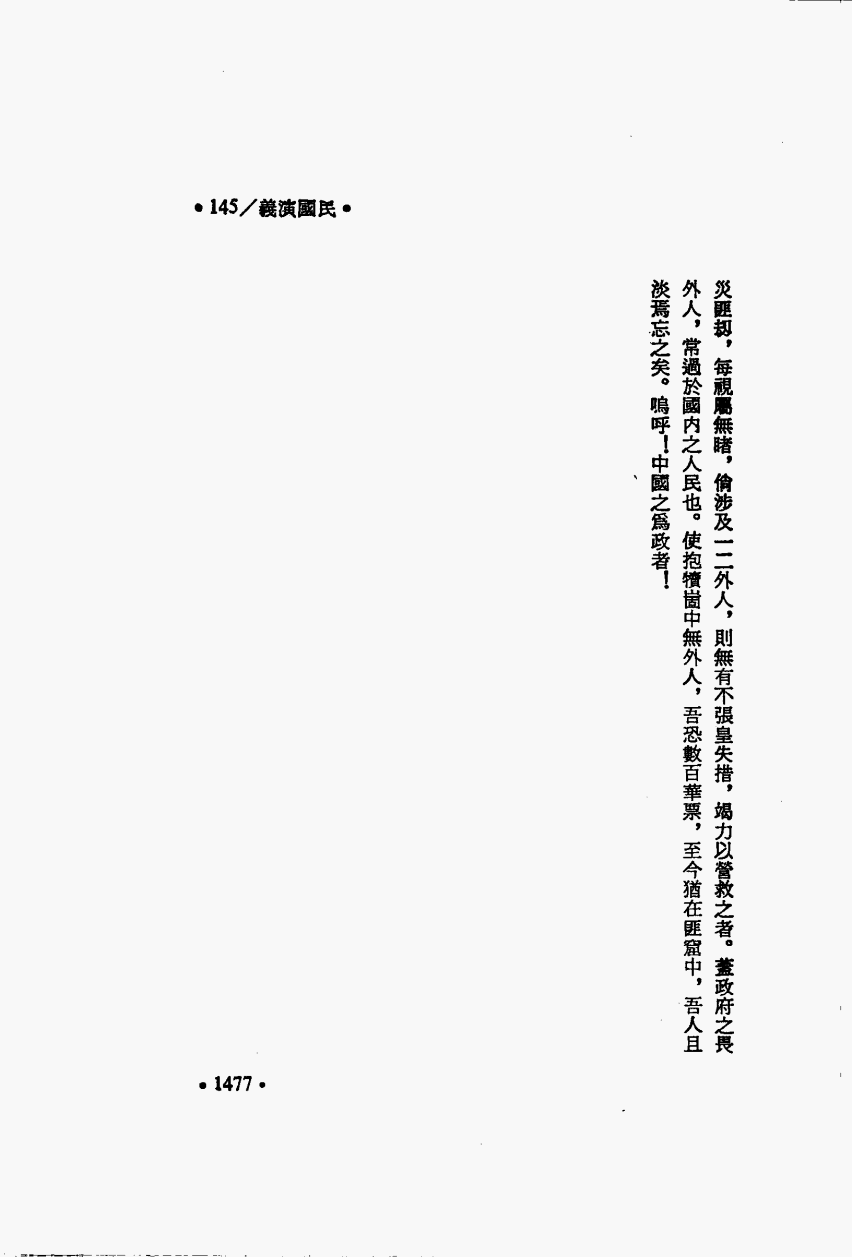 •145／義演國民•
災匪刼，每視屬無睹，倘涉及一二外人，則無有不張皇失措，竭力以營救之者。蓋政府之畏
外人，常過於國内之人民也。使抱犢崮中無外人，吾恐數百華票，至今猶在匪窟中，吾人且
淡焉忘之矣。嗚呼！中國之爲政者！
•1477•